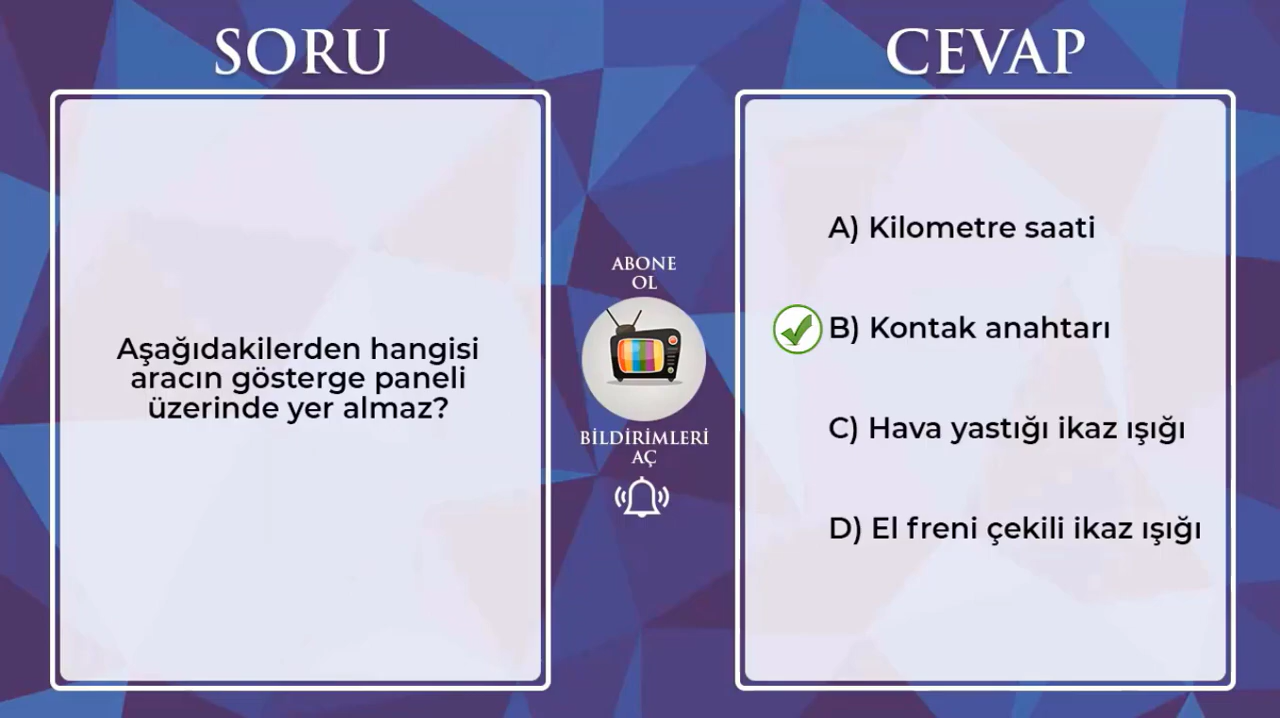 SORU
Aşağıdakilerden hangisi
aracın gösterge paneli
üzerinde yer almaz?
ABONE
OL
BİLDİRİMLERİ
AÇ
CEVAP
A) Kilometre saati
B) Kontak anahtarı
C) Hava yastığı ikaz ışığı
D) El freni çekili ikaz ışığı